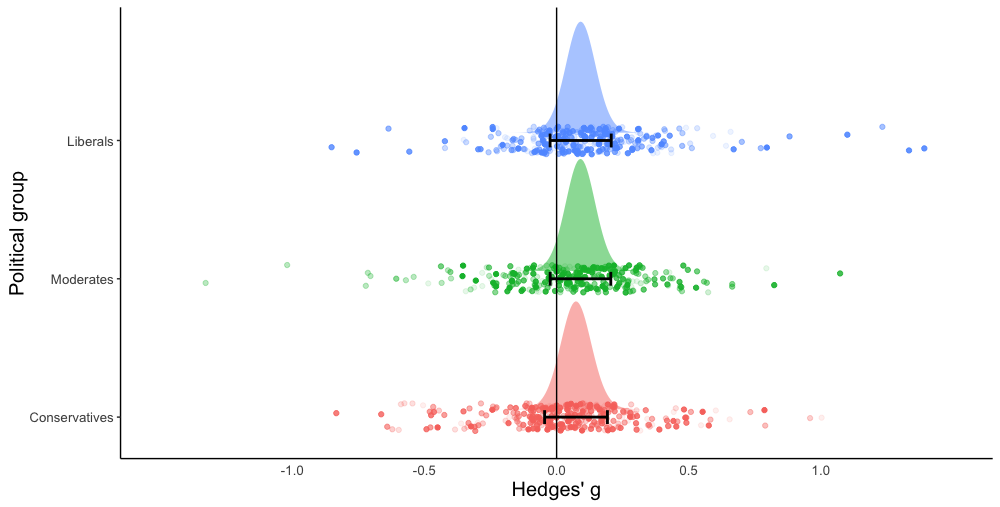 Political group
Liberals
Moderates
Conservatives
-1.0 -0.5 0.0 0.5 1.0
Hedges' g